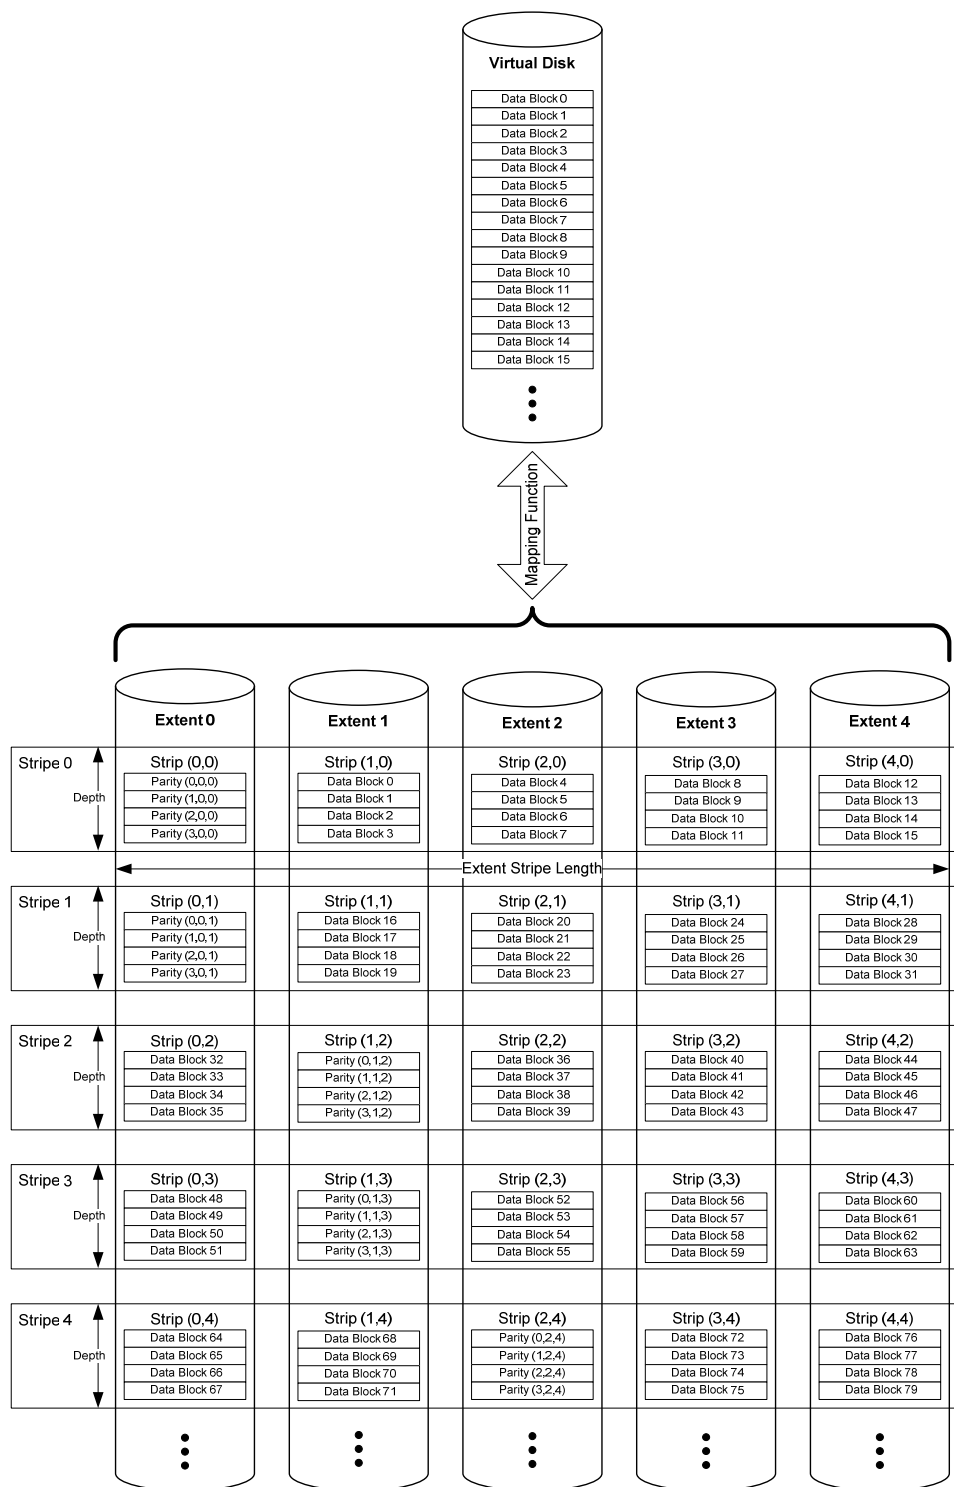 Virtual Disk
Data Block 0
Data Block 1
Data Block 2
Data Block 3
Data Block 4
Data Block 5
Data Block 6
Data Block 7
Data Block 8
Data Block 9
Data Block 10
Data Block 11
Data Block 12
Data Block 13
Data Block 14
Data Block 15
Mapping Function
Extent 0 Extent 1 Extent 2 Extent 3 Extent 4
Stripe 0 Strip (0,0) Strip (1,0) Strip (2,0) Strip (3,0) Strip (4,0)
Parity (0,0,0) Data Block 0 Data Block 4 Data Block 8 Data Block 12
Depth Parity (1,0,0) Data Block 1 Data Block 5 Data Block 9 Data Block 13
Parity (2,0,0) Data Block 2 Data Block 6 Data Block 10 Data Block 14
Parity (3,0,0) Data Block 3 Data Block 7 Data Block 11 Data Block 15
Extent Stripe Length
Stripe 1 Strip (0,1) Strip (1,1) Strip (2,1) Strip (3,1) Strip (4,1)
Parity (0,0,1) Data Block 16 Data Block 20 Data Block 24 Data Block 28
Depth Parity (1,0,1) Data Block 17 Data Block 21 Data Block 25 Data Block 29
Parity (2,0,1) Data Block 18 Data Block 22 Data Block 26 Data Block 30
Parity (3,0,1) Data Block 19 Data Block 23 Data Block 27 Data Block 31
Stripe 2 Strip (0,2) Strip (1,2) Strip (2,2) Strip (3,2) Strip (4,2)
Data Block 32 Parity (0,1,2) Data Block 36 Data Block 40 Data Block 44
Depth Data Block 33 Parity (1,1,2) Data Block 37 Data Block 41 Data Block 45
Data Block 34 Parity (2,1,2) Data Block 38 Data Block 42 Data Block 46
Data Block 35 Parity (3,1,2) Data Block 39 Data Block 43 Data Block 47
Stripe 3 Strip (0,3) Strip (1,3) Strip (2,3) Strip (3,3) Strip (4,3)
Data Block 48 Parity (0,1,3) Data Block 52 Data Block 56 Data Block 60
Depth Data Block 49 Parity (1,1,3) Data Block 53 Data Block 57 Data Block 61
Data Block 50 Parity (2,1,3) Data Block 54 Data Block 58 Data Block 62
Data Block 51 Parity (3,1,3) Data Block 55 Data Block 59 Data Block 63
Stripe 4 Strip (0,4) Strip (1,4) Strip (2,4) Strip (3,4) Strip (4,4)
Data Block 64 Data Block 68 Parity (0,2,4) Data Block 72 Data Block 76
Depth Data Block 65 Data Block 69 Parity (1,2,4) Data Block 73 Data Block 77
Data Block 66 Data Block 70 Parity (2,2,4) Data Block 74 Data Block 78
Data Block 67 Data Block 71 Parity (3,2,4) Data Block 75 Data Block 79